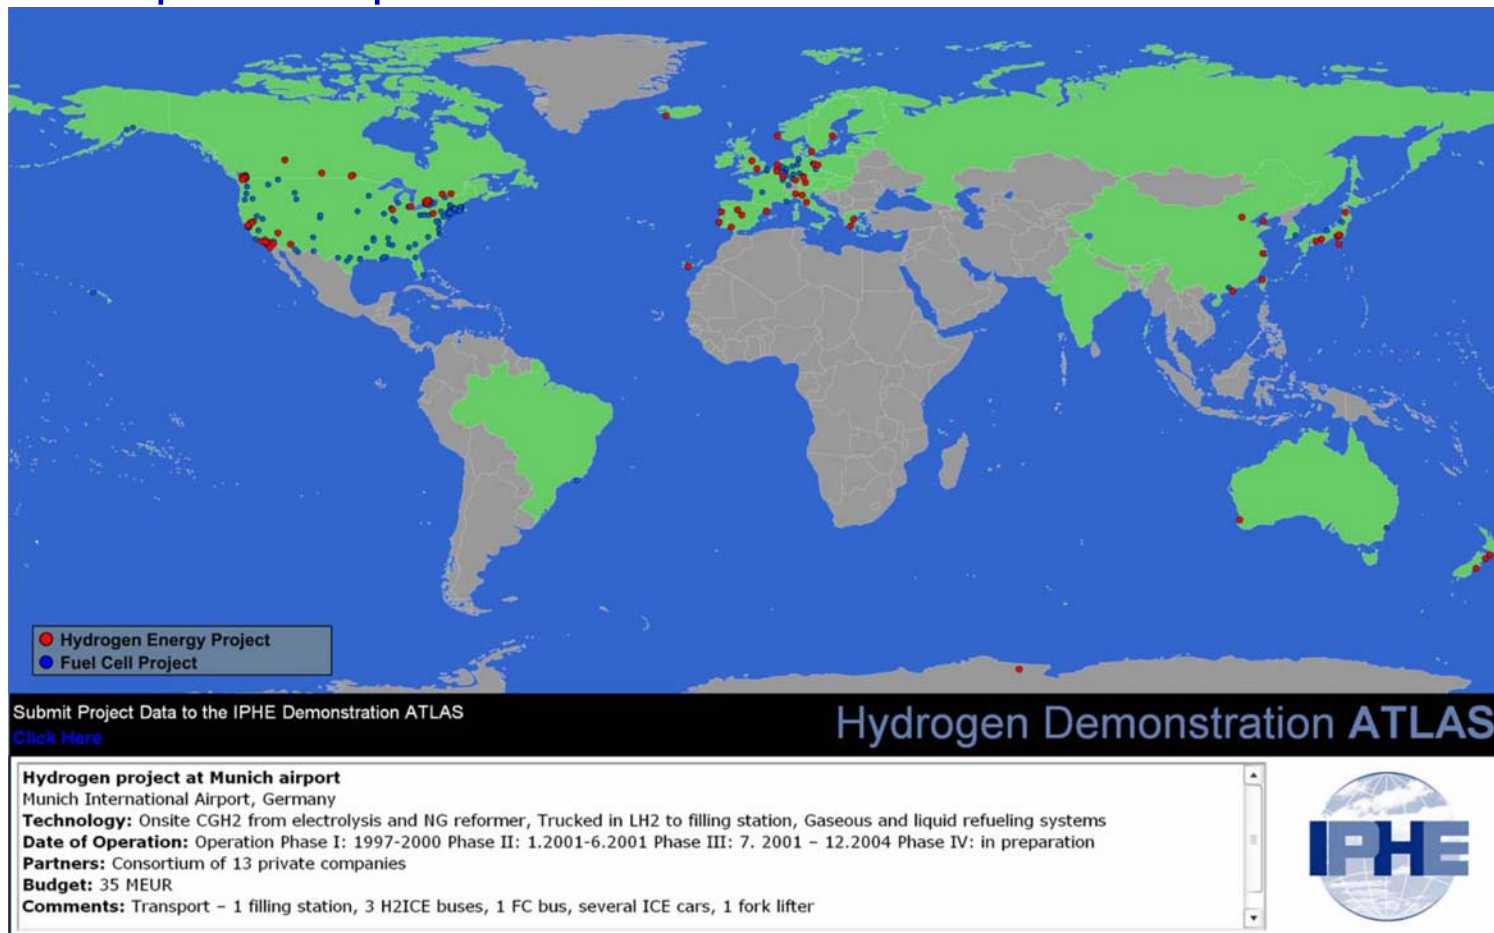 Hydrogen Energy Project
Fuel Cell Project
Submit Project Data to the IPHE Demonstration ATLAS
Click Here
Hydrogen Demonstration ATLAS
Hydrogen project at Munich airport
Munich International Airport, Germany
Technology: Onsite CGH2 from electrolysis and NG reformer, Trucked in LH2 to filling station, Gaseous and liquid refueling systems
Date of Operation: Operation Phase I: 1997-2000 Phase II: 1.2001-6.2001 Phase III: 7. 2001 – 12.2004 Phase IV: in preparation
Partners: Consortium of 13 private companies
Budget: 35 MEUR
Comments: Transport – 1 filling station, 3 H2ICE buses, 1 FC bus, several ICE cars, 1 fork lifter
IPHE